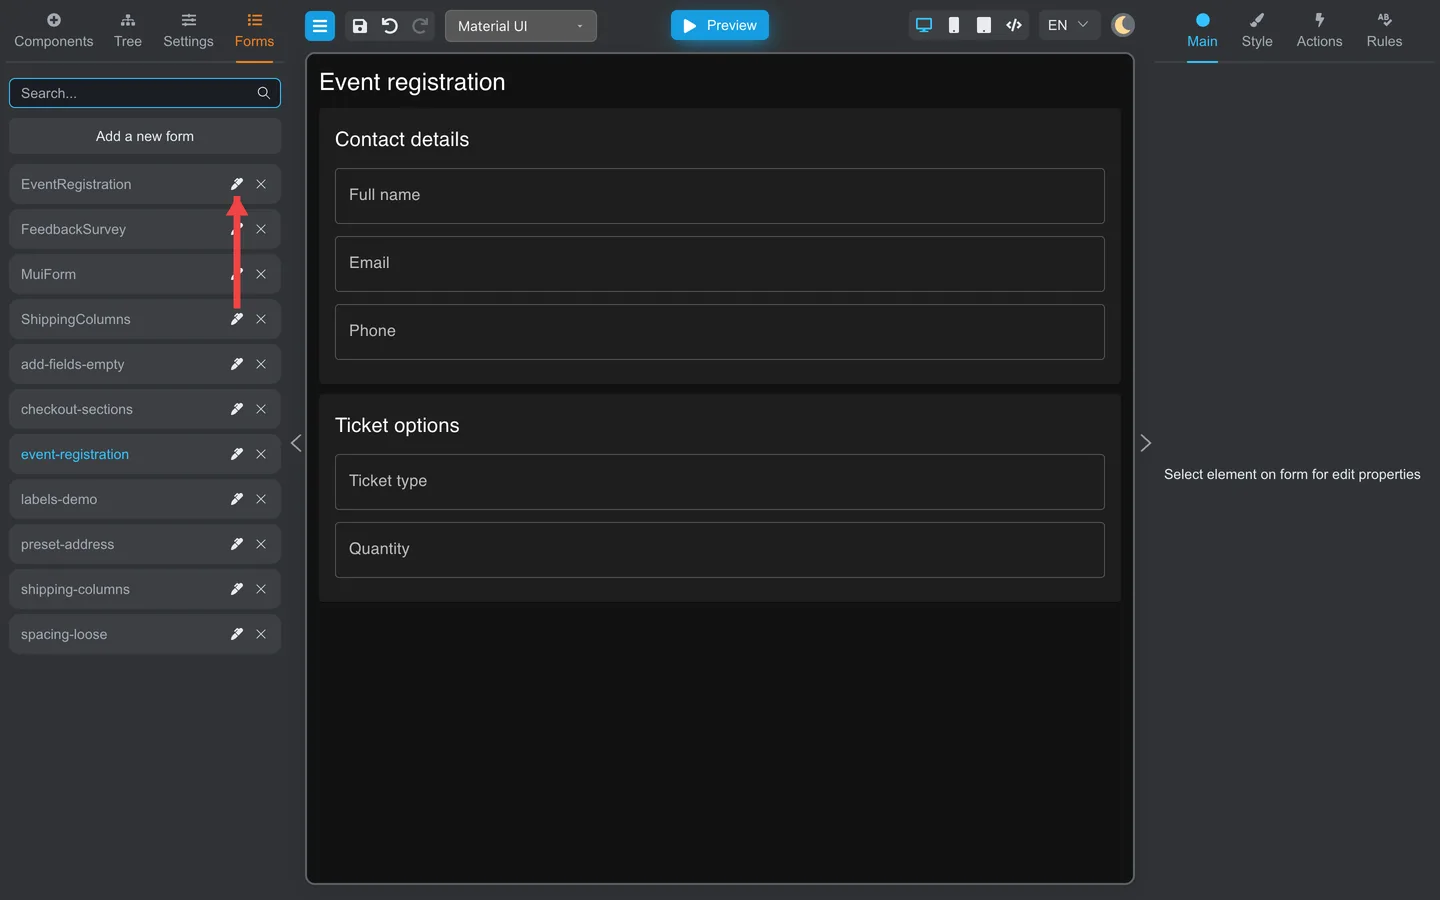 Components
Tree
Settings
Forms
Material UI
Preview
EN
Main
Style
Actions
AB
Rules
Search...
Add a new form
EventRegistration
FeedbackSurvey
MuiForm
ShippingColumns
add-fields-empty
checkout-sections
event-registration
labels-demo
preset-address
shipping-columns
spacing-loose
Event registration
Contact details
Full name
Email
Phone
Ticket options
Ticket type
Quantity
Select element on form for edit properties